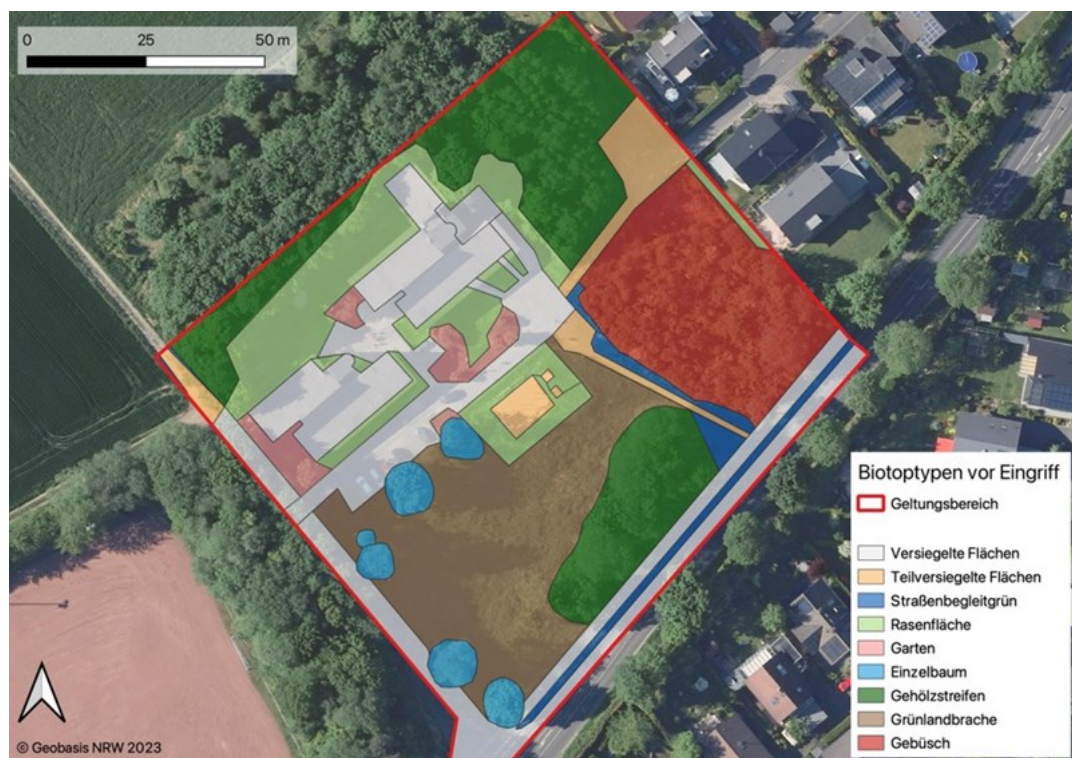 0 25 50 m
Biotoptypen vor Eingriff
Geltungsbereich
Versiegelte Flächen
Teilversiegelte Flächen
Straßenbegleitgrün
Rasenfläche
Garten
Einzelbaum
Gehölzstreifen
Grünlandbrache
Gebüsch
© Geobasis NRW 2023